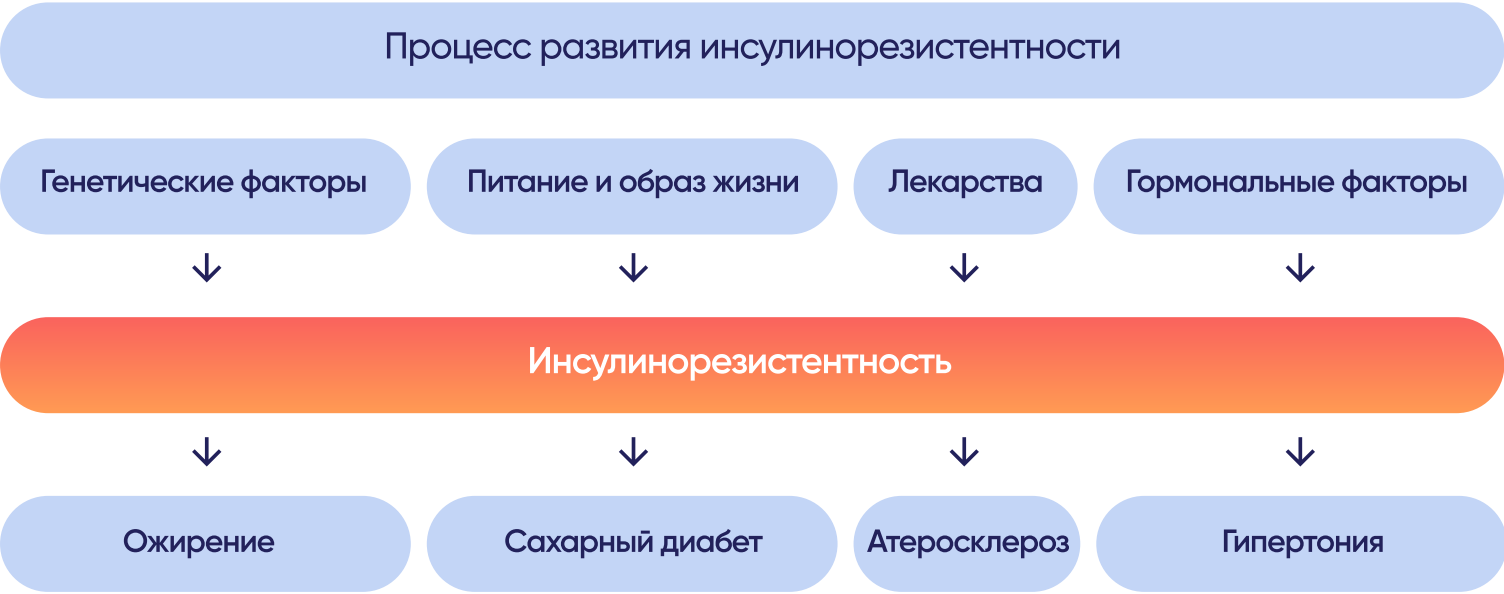 Процесс развития инсулинорезистентности
Генетические факторы
Питание и образ жизни
Лекарства
Гормональные факторы
Инсулинорезистентность
Ожирение
Сахарный диабет
Атеросклероз
Гипертония